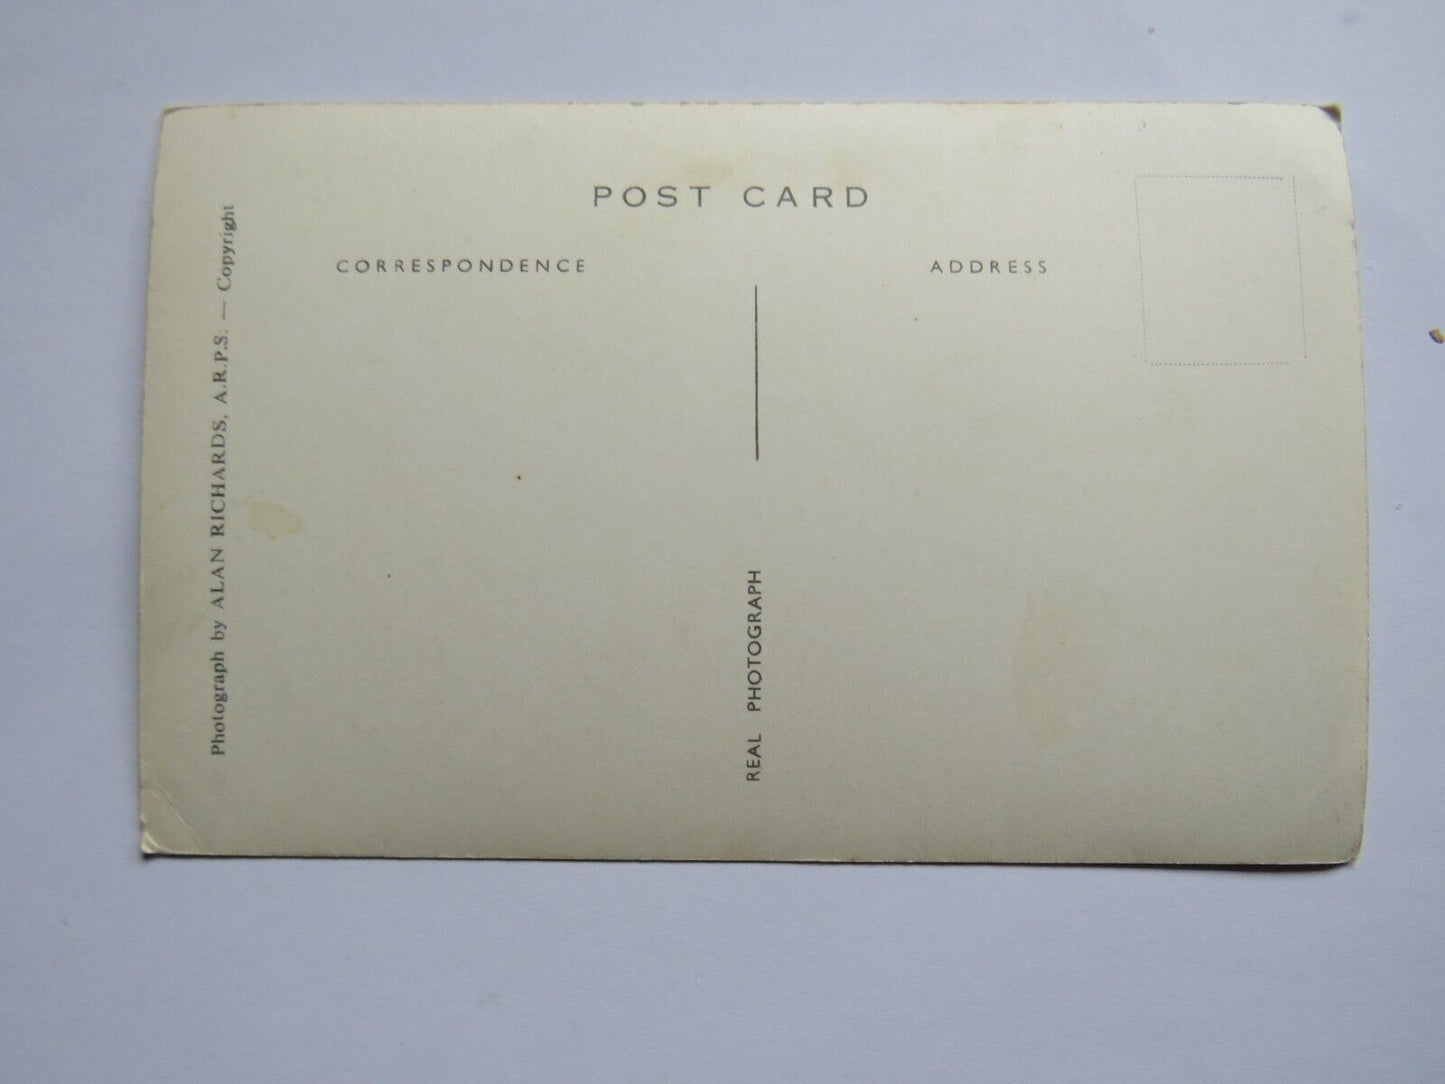 POST CARD
CORRESPONDENCE
ADDRESS
Photograph by ALAN RICHARDS, A.R.P.S. — Copyright
REAL PHOTOGRAPH